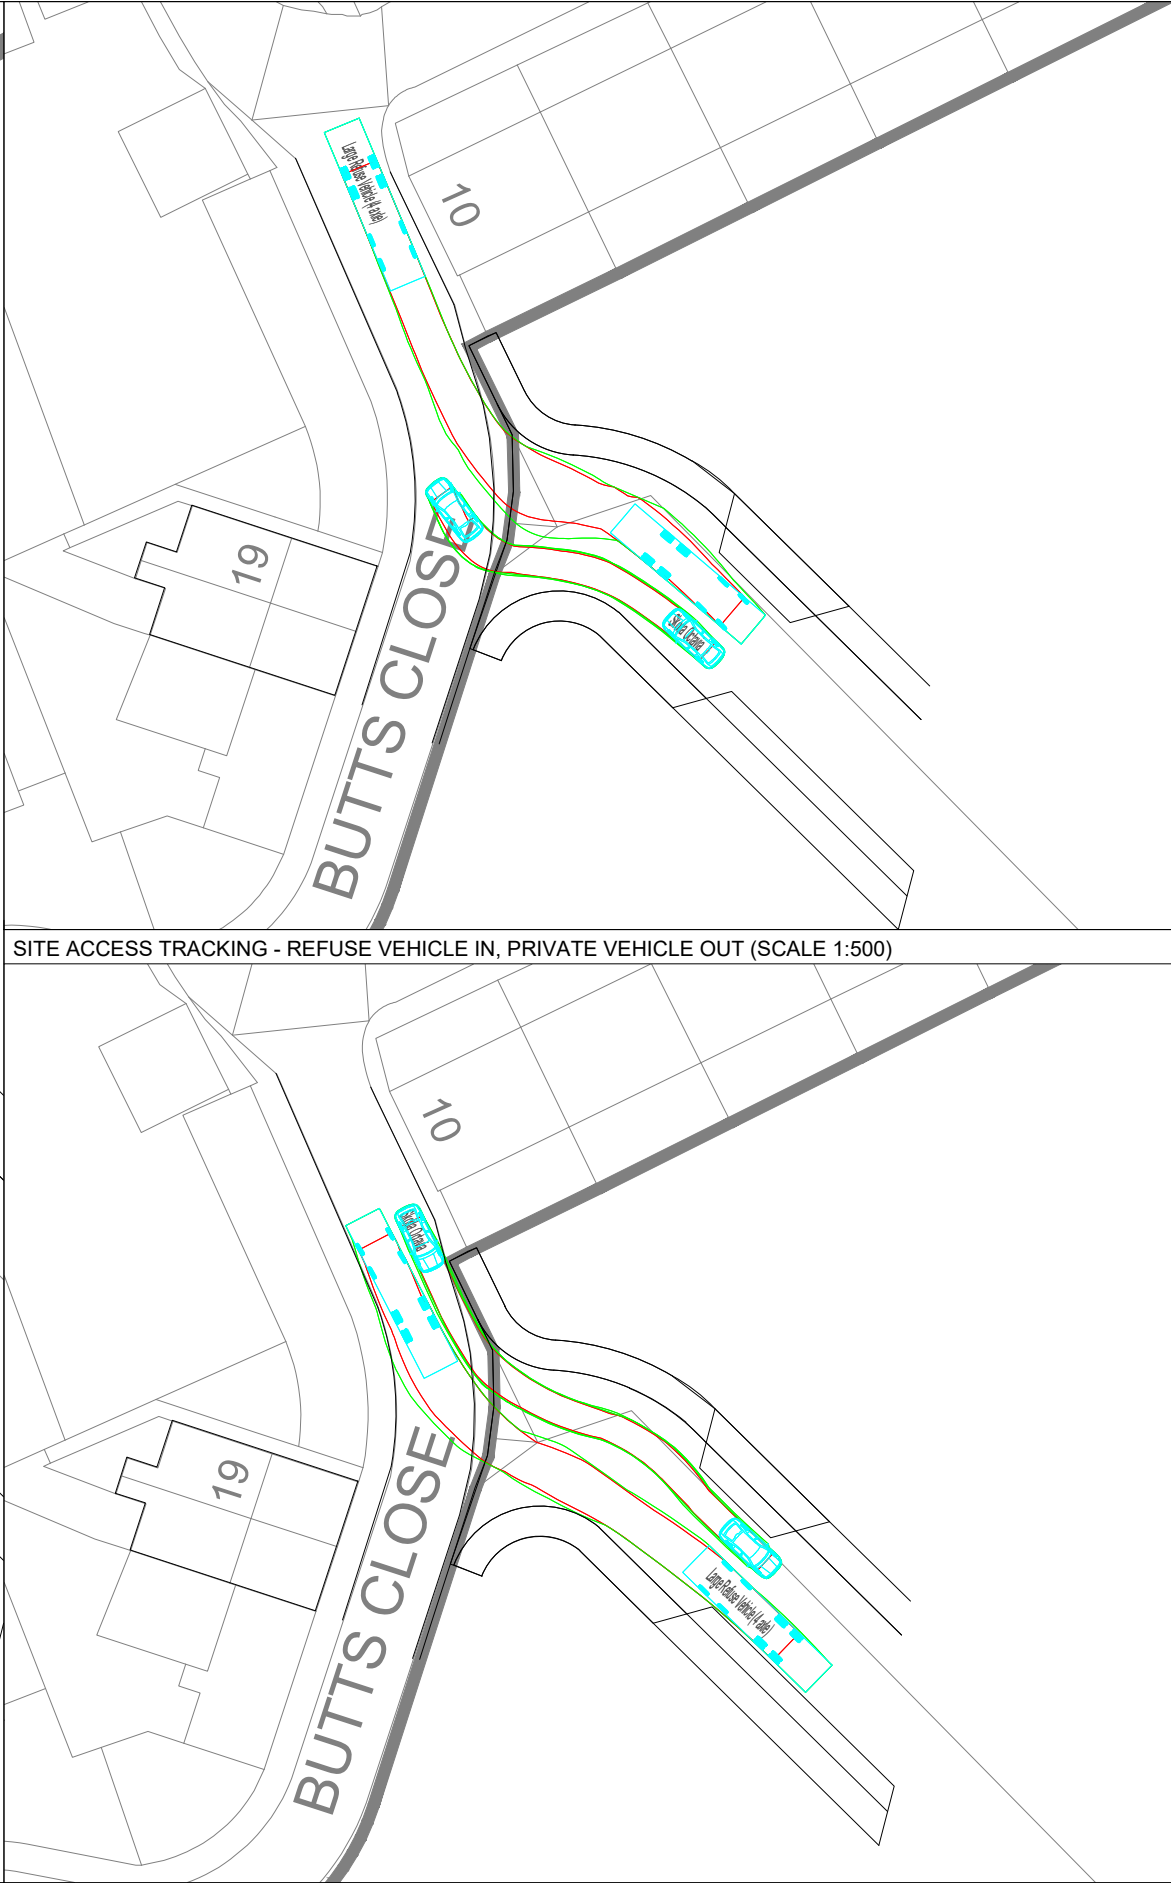 Large Refuse Vehicle (4 axle)
10
19
BUTTS CLOSE
Skoda Octavia
SITE ACCESS TRACKING - REFUSE VEHICLE IN, PRIVATE VEHICLE OUT (SCALE 1:500)
10
Skoda Octavia
19
BUTTS CLOSE
Large Refuse Vehicle (4 axle)